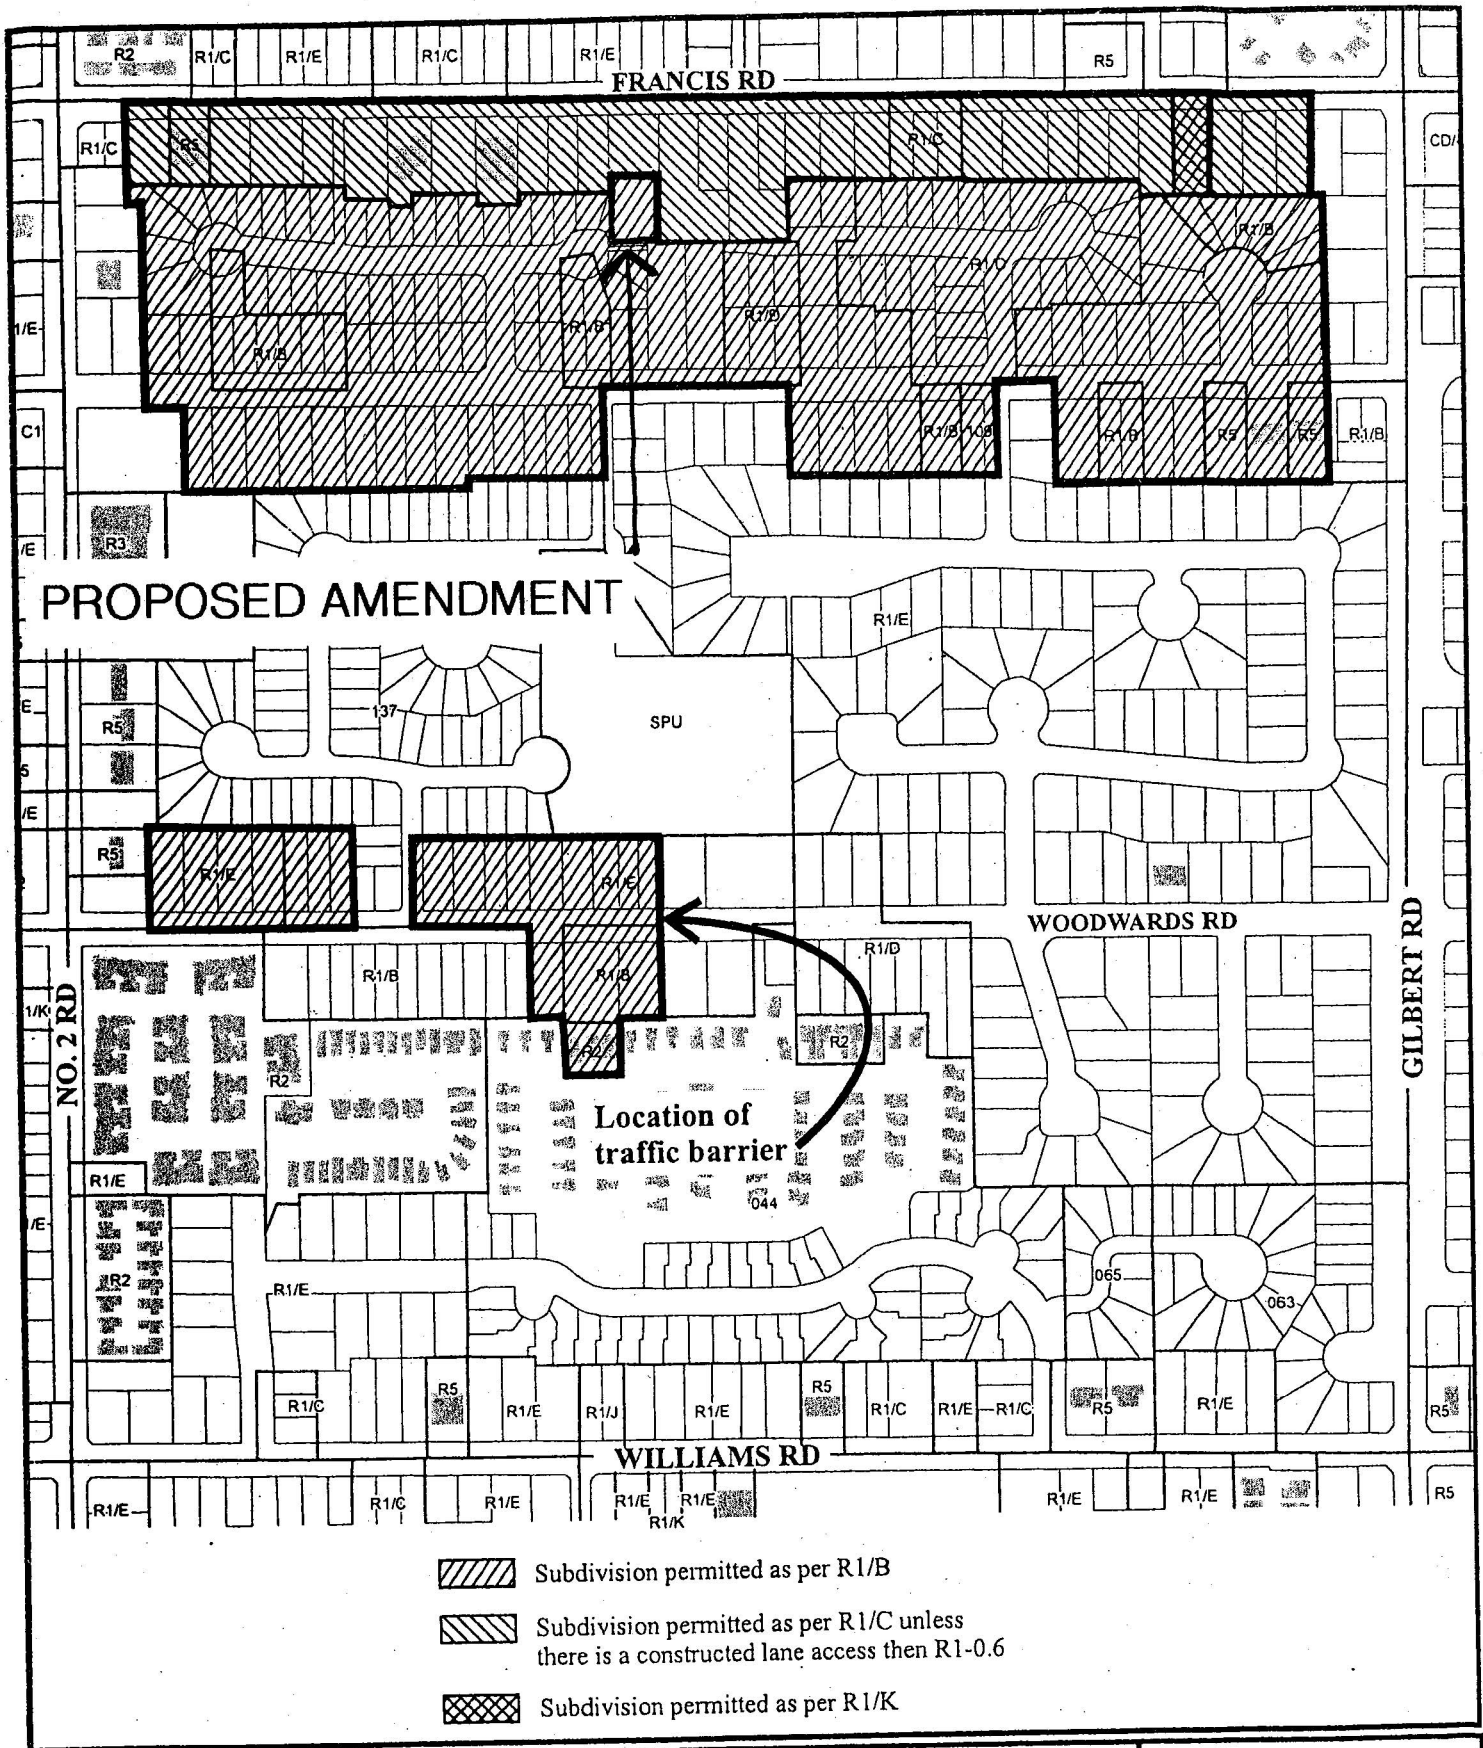 R2 R1/C R1/E R1/C R1/E R5
FRANCIS RD
R1/C R5 R1/C CD/
R1/B
R1/D
1/E R1/B R1/D
R1/B
C1 R1/B 109 R1/B R5 R5 R1/B
R3
/E
PROPOSED AMENDMENT
R1/E
E 137 SPU
R5
5
/E
R5
R1/E R1/E
WOODWARDS RD
R1/D
R1/B R1/B
NO. 2 RD
GILBERT RD
1/K
R2 R2 R2
Location of
traffic barrier
R1/E
044
/E
R2 R1/E 065
063
R1/C R5 R1/E R1/J R1/E R5 R1/C R1/E R1/C R5 R1/E R5
WILLIAMS RD
R1/E R1/C R1/E R1/E R1/E R1/E R1/E R5
R1/K
Subdivision permitted as per R1/B
Subdivision permitted as per R1/C unless
there is a constructed lane access then R1-0.6
Subdivision permitted as per R1/K